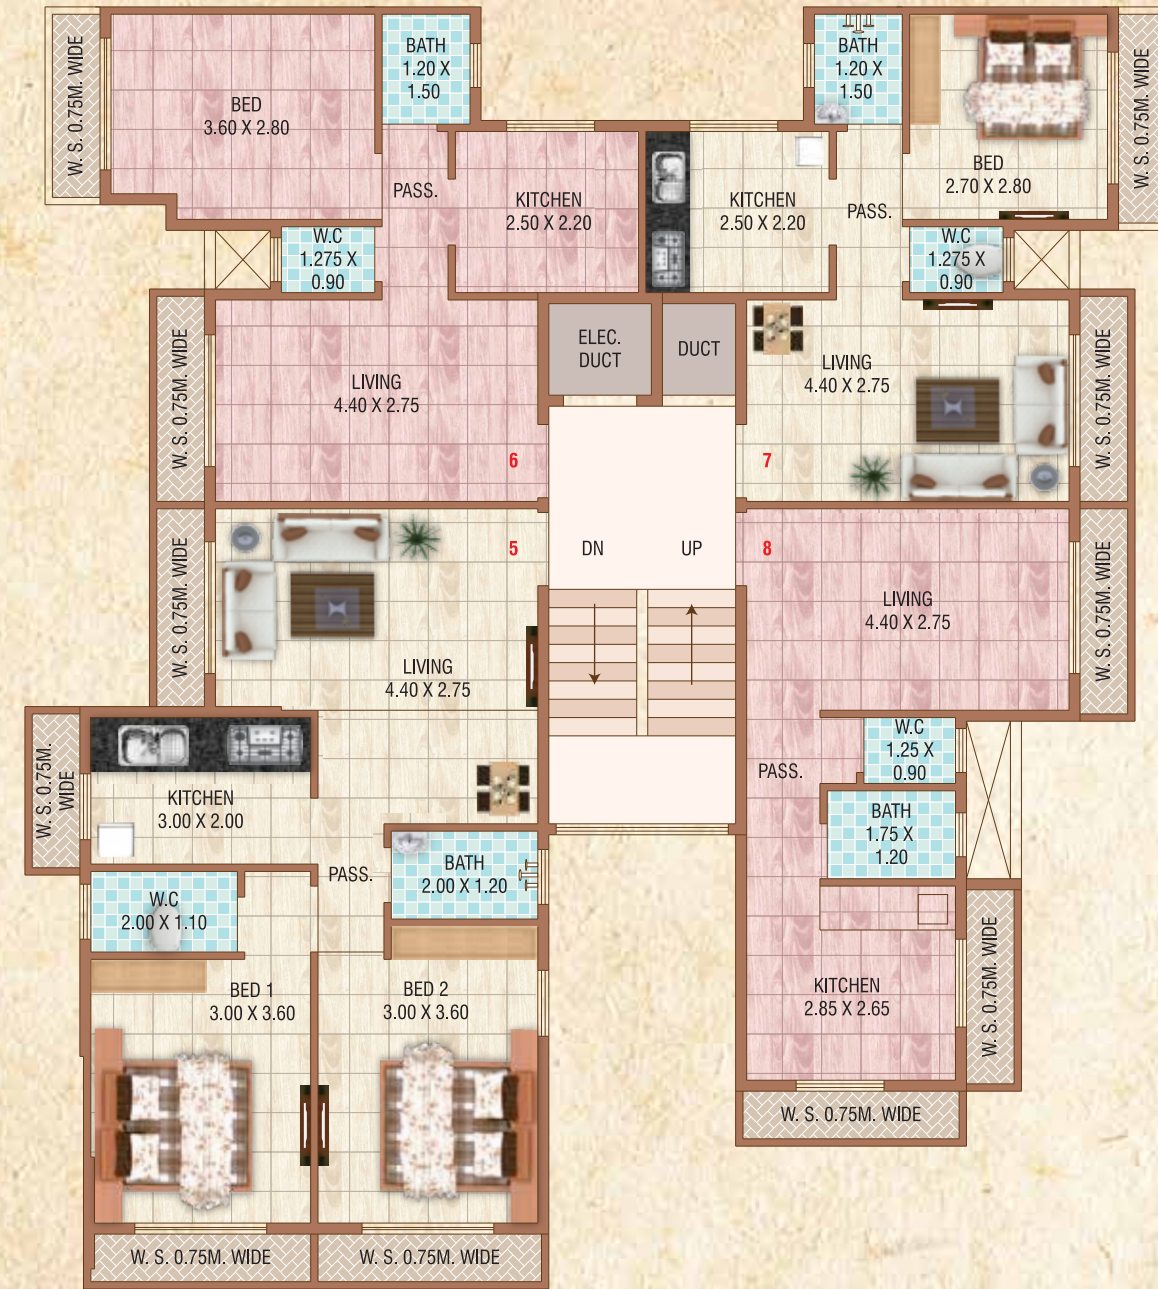 W. S. 0.75M. WIDE
BED
3.60 X 2.80
BATH
1.20 X
1.50
PASS.
KITCHEN
2.50 X 2.20
W.C
1.275 X
0.90
W. S. 0.75M. WIDE
LIVING
4.40 X 2.75
6
ELEC.
DUCT
DUCT
BATH
1.20 X
1.50
BED
2.70 X 2.80
W. S. 0.75M. WIDE
KITCHEN
2.50 X 2.20
PASS.
W.C
1.275 X
0.90
LIVING
4.40 X 2.75
W. S. 0.75M. WIDE
7
5
DN
UP
8
W. S. 0.75M. WIDE
LIVING
4.40 X 2.75
W. S. 0.75M.
WIDE
KITCHEN
3.00 X 2.00
PASS.
BATH
2.00 X 1.20
W.C
2.00 X 1.10
BED 1
3.00 X 3.60
BED 2
3.00 X 3.60
W. S. 0.75M. WIDE
W. S. 0.75M. WIDE
LIVING
4.40 X 2.75
W. S. 0.75M. WIDE
W.C
1.25 X
0.90
PASS.
BATH
1.75 X
1.20
KITCHEN
2.85 X 2.65
W. S. 0.75M. WIDE
W. S. 0.75M. WIDE